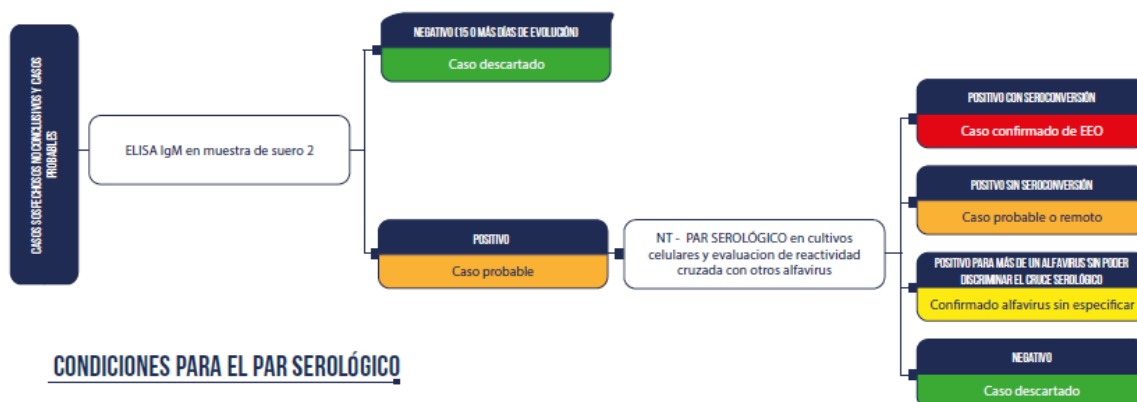 CASOS SOSPECHOSOS NO CONCLUSIVOS Y CASOS
PROBABLES
ELISA IgM en muestra de suero 2
NEGATIVO (15 O MÁS DÍAS DE EVOLUCIÓN)
Caso descartado
POSITIVO
Caso probable
NT - PAR SEROLÓGICO en cultivos
celulares y evaluacion de reactividad
cruzada con otros alfavirus
POSITIVO CON SEROCONVERSIÓN
Caso confirmado de EEO
POSITVO SIN SEROCONVERSIÓN
Caso probable o remoto
POSITIVO PARA MÁS DE UN ALFAVIRUS SIN PODER
DISCRIMINAR EL CRUCE SEROLÓGICO
Confirmado alfavirus sin especificar
NEGATIVO
Caso descartado
CONDICIONES PARA EL PAR SEROLÓGICO